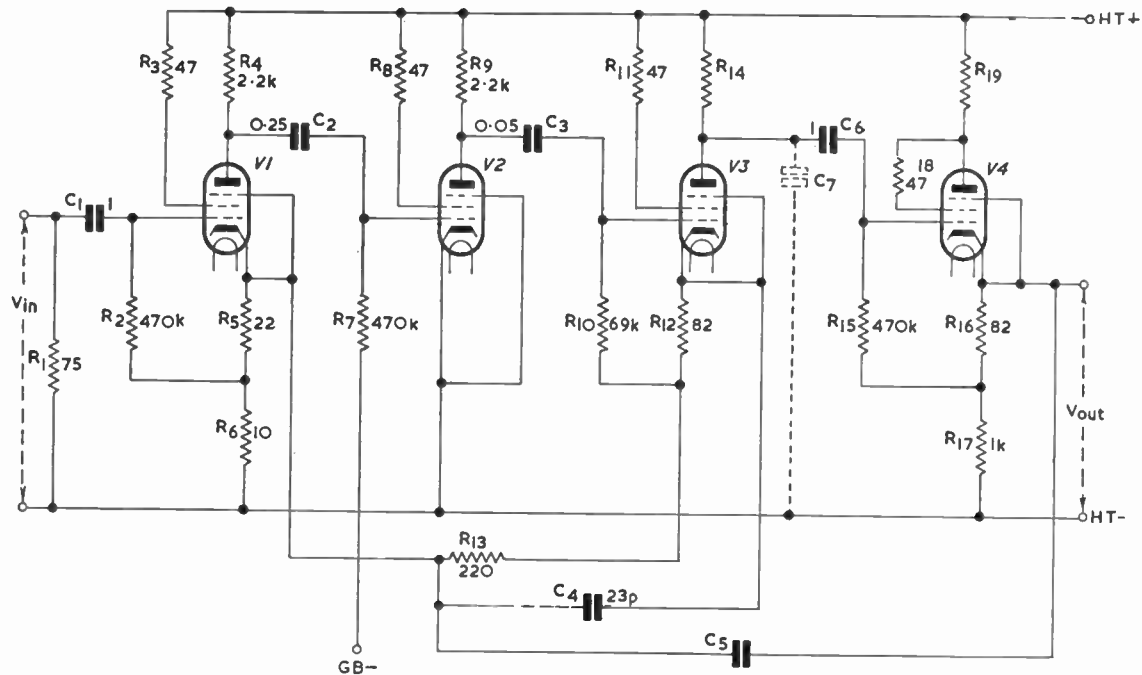 HT+
R3 47
R4 2·2k
R8 47
R9 2·2k
R11 47
R14
R19
0·25 C2
0·05 C3
1 C6
V1
V2
V3
V4
C7
18 47
C1 1
Vin
R1 75
R2 470k
R5 22
R6 10
R7 470k
R10 69k
R12 82
R15 470k
R16 82
R17 1k
Vout
HT–
R13 220
C4 23p
C5
GB–